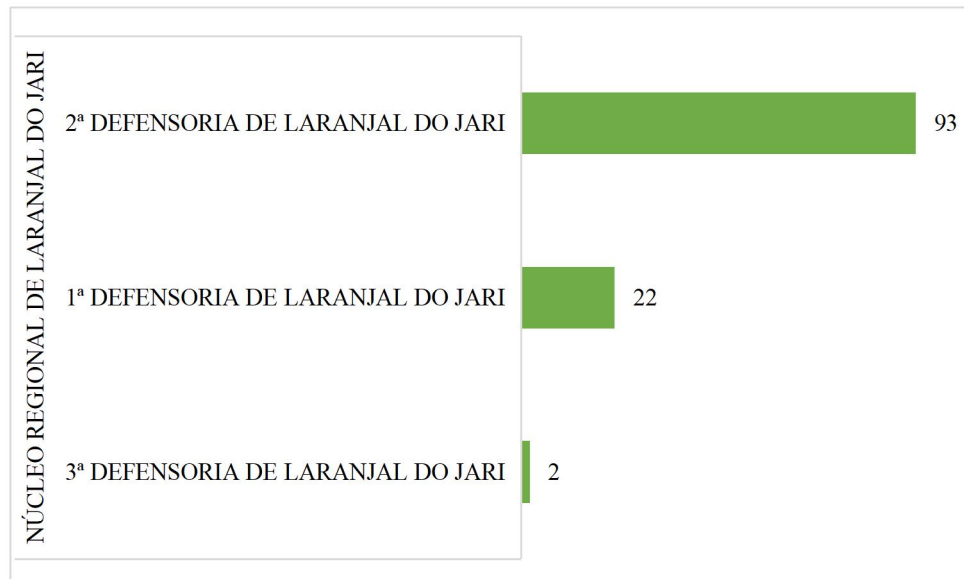 NÚCLEO REGIONAL DE LARANJAL DO JARI
2ª DEFENSORIA DE LARANJAL DO JARI 93
1ª DEFENSORIA DE LARANJAL DO JARI 22
3ª DEFENSORIA DE LARANJAL DO JARI 2